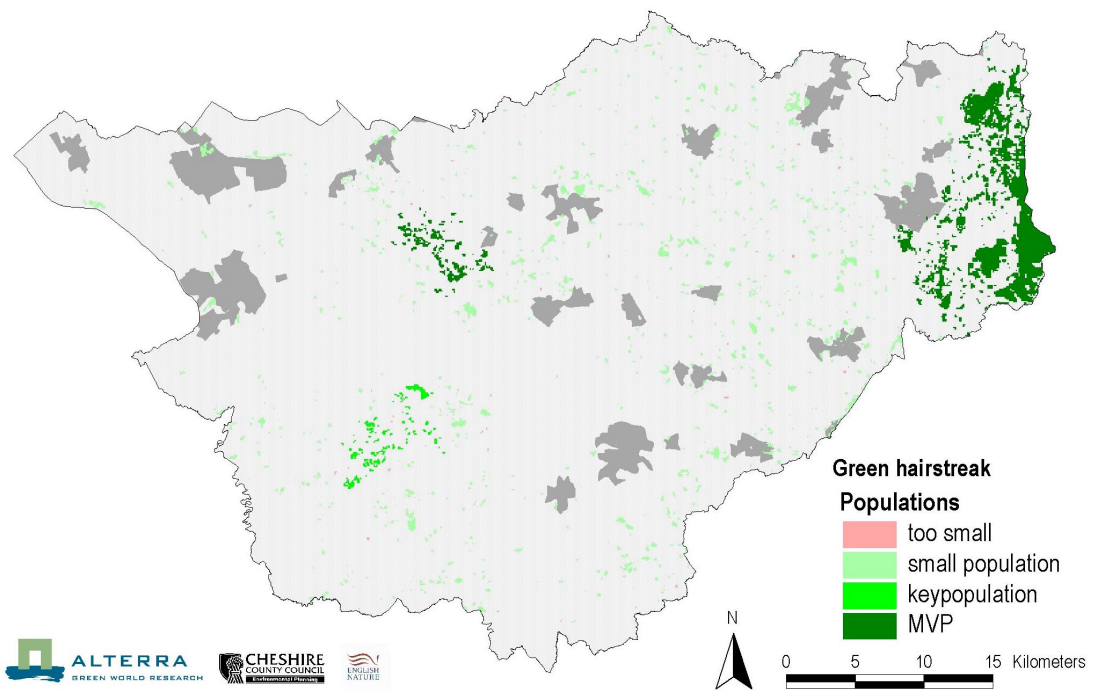 Green hairstreak
Populations
too small
small population
keypopulation
MVP
N
0 5 10 15 Kilometers
ALTERRA
GREEN WORLD RESEARCH
CHESHIRE
COUNTY COUNCIL
Environmental Planning
ENGLISH
NATURE